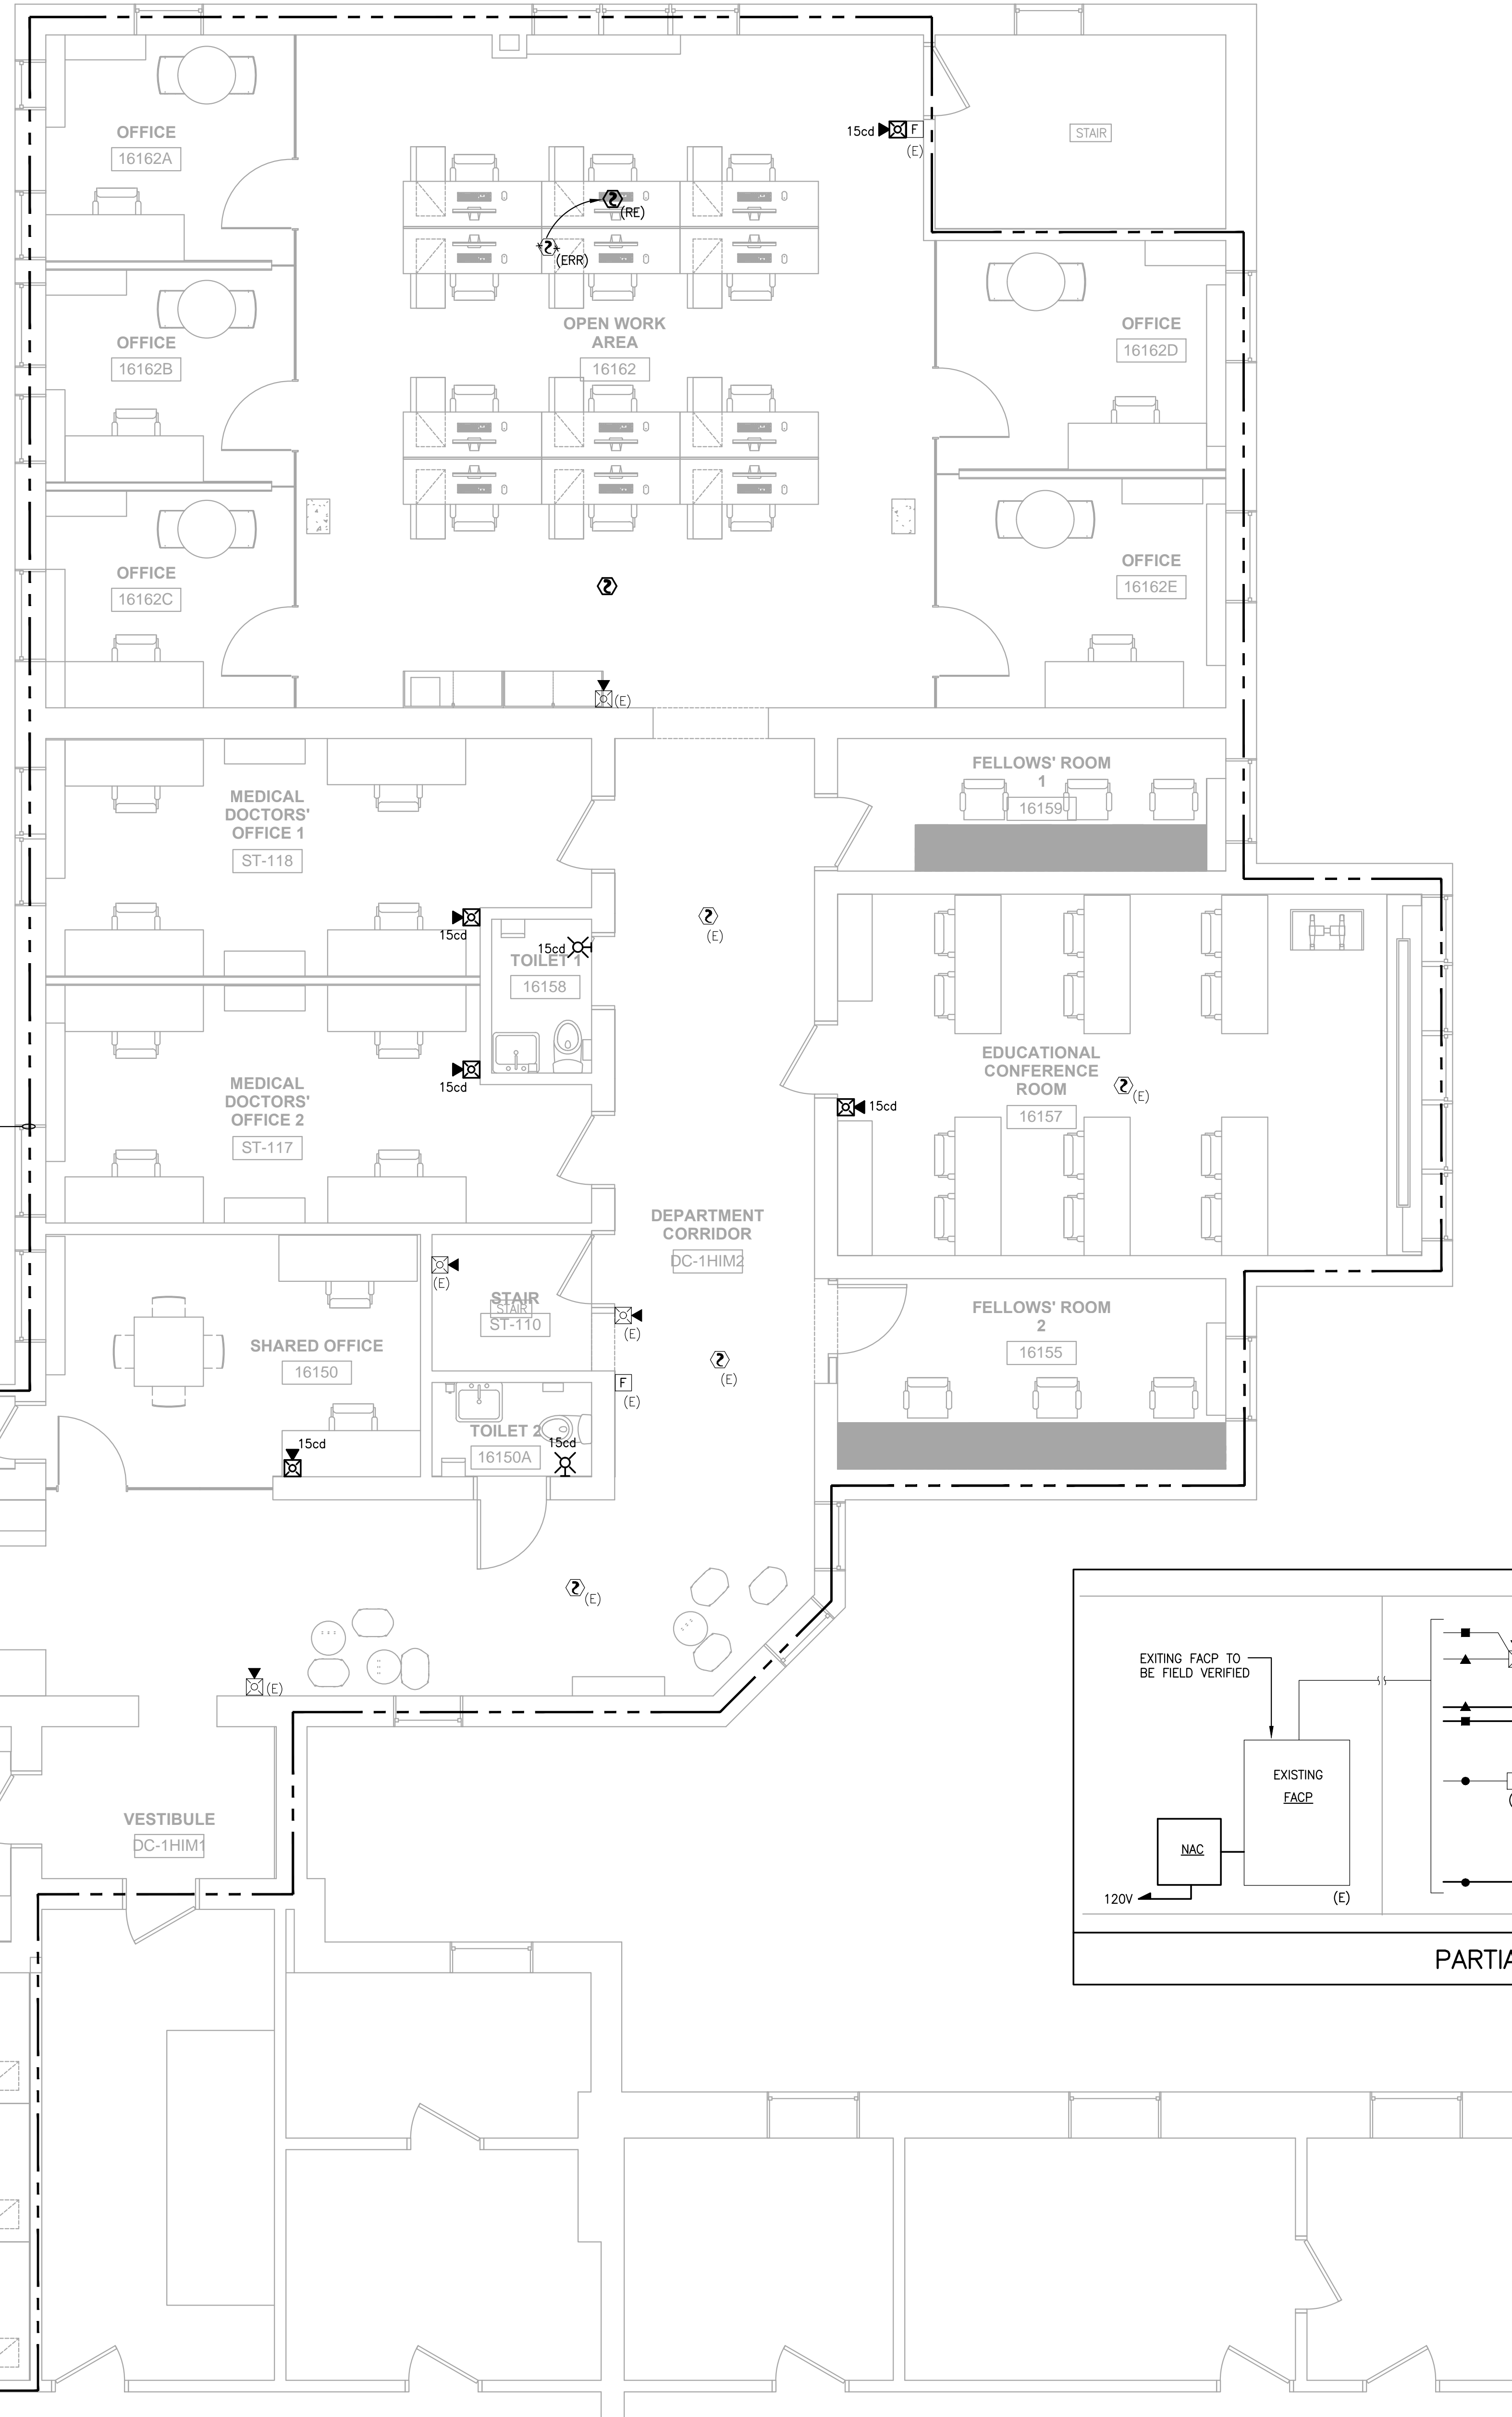 OFFICE
16162A
15cd
F
(E)
STAIR
(RE)
(ERR)
OPEN WORK
AREA
16162
OFFICE
16162B
OFFICE
16162D
OFFICE
16162C
OFFICE
16162E
(E)
MEDICAL
DOCTORS'
OFFICE 1
ST-118
FELLOWS' ROOM
1
16159
15cd
15cd
TOILET 1
16158
(E)
MEDICAL
DOCTORS'
OFFICE 2
ST-117
15cd
EDUCATIONAL
CONFERENCE
ROOM
16157
(E)
15cd
DEPARTMENT
CORRIDOR
DC-1HIM2
(E)
STAIR
STAIR
ST-110
(E)
SHARED OFFICE
16150
FELLOWS' ROOM
2
16155
(E)
F
(E)
TOILET 2
16150A
15cd
15cd
(E)
(E)
VESTIBULE
DC-1HIM1
EXITING FACP TO
BE FIELD VERIFIED
EXISTING
FACP
NAC
120V
(E)
PARTIA